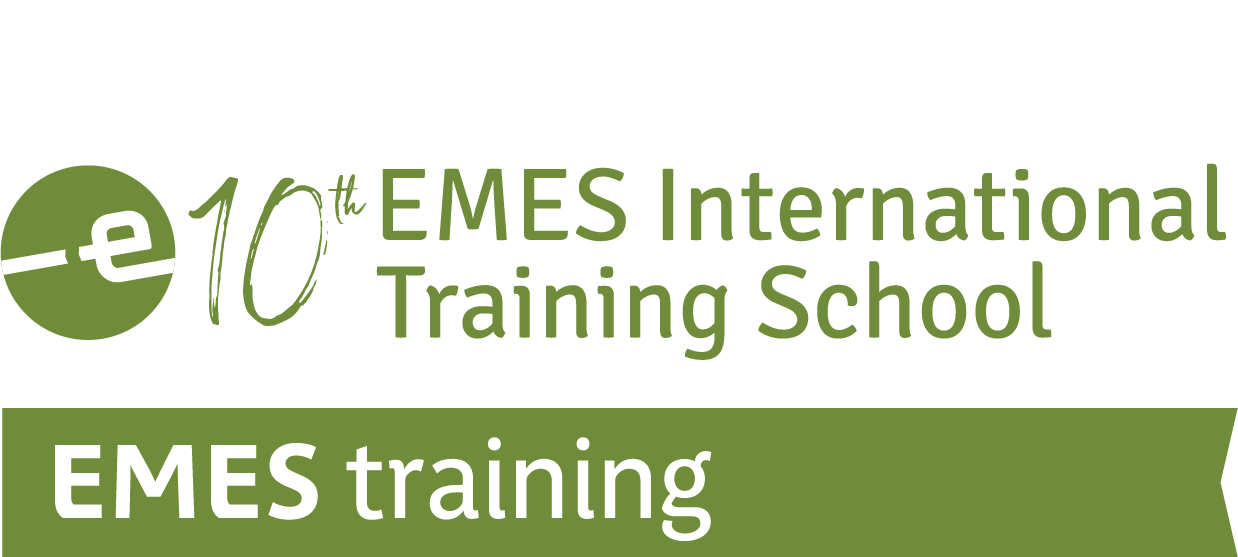 e 10th EMES International
Training School
EMES training